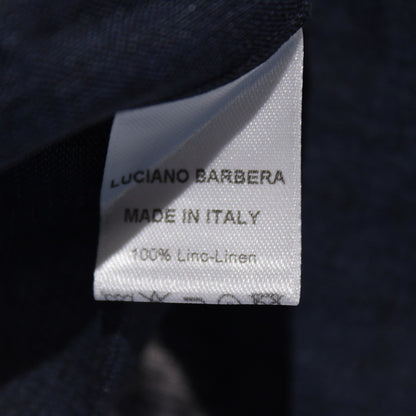 LUCIANO BARBERA
MADE IN ITALY
100% Lino-Linen